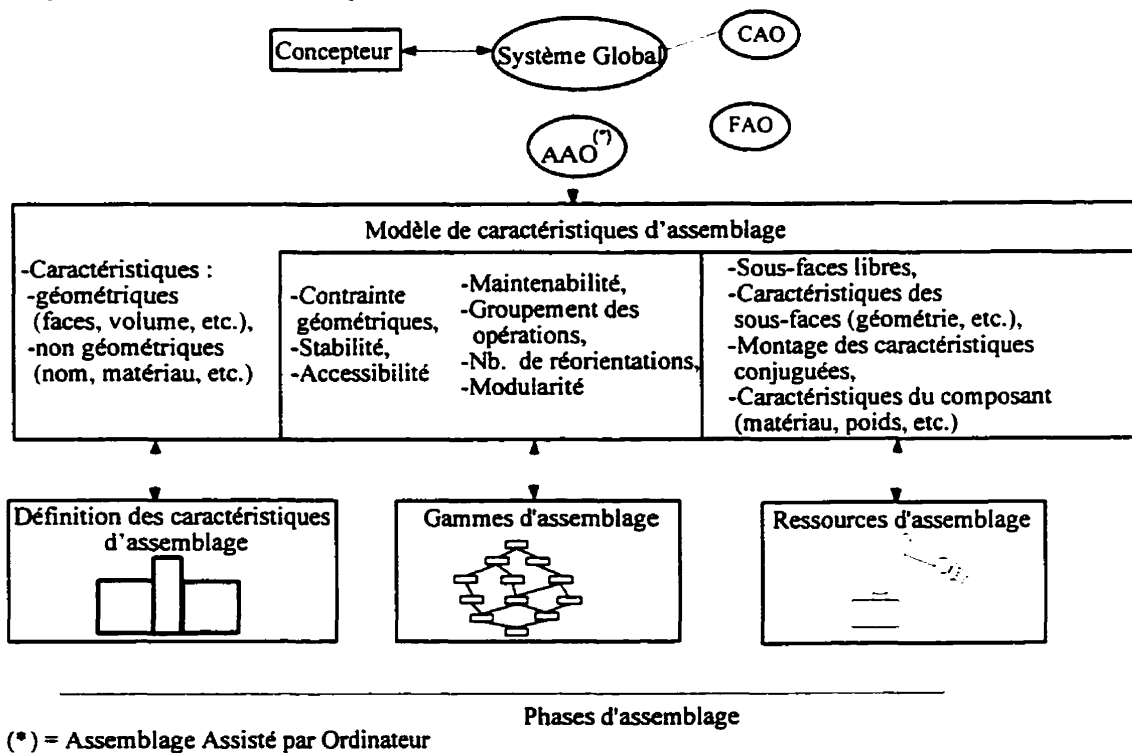 Concepteur
Système Global
CAO
FAO
AAO(*)
Modèle de caractéristiques d'assemblage
-Caractéristiques :
-géométriques
(faces, volume, etc.),
-non géométriques
(nom, matériau, etc.)
-Contrainte
géométriques,
-Stabilité,
-Accessibilité
-Maintenabilité,
-Groupement des
opérations,
-Nb. de réorientations,
-Modularité
-Sous-faces libres,
-Caractéristiques des
sous-faces (géométrie, etc.),
-Montage des caractéristiques
conjuguées,
-Caractéristiques du composant
(matériau, poids, etc.)
Définition des caractéristiques
d'assemblage
Gammes d'assemblage
Ressources d'assemblage
Phases d'assemblage
(*) = Assemblage Assisté par Ordinateur